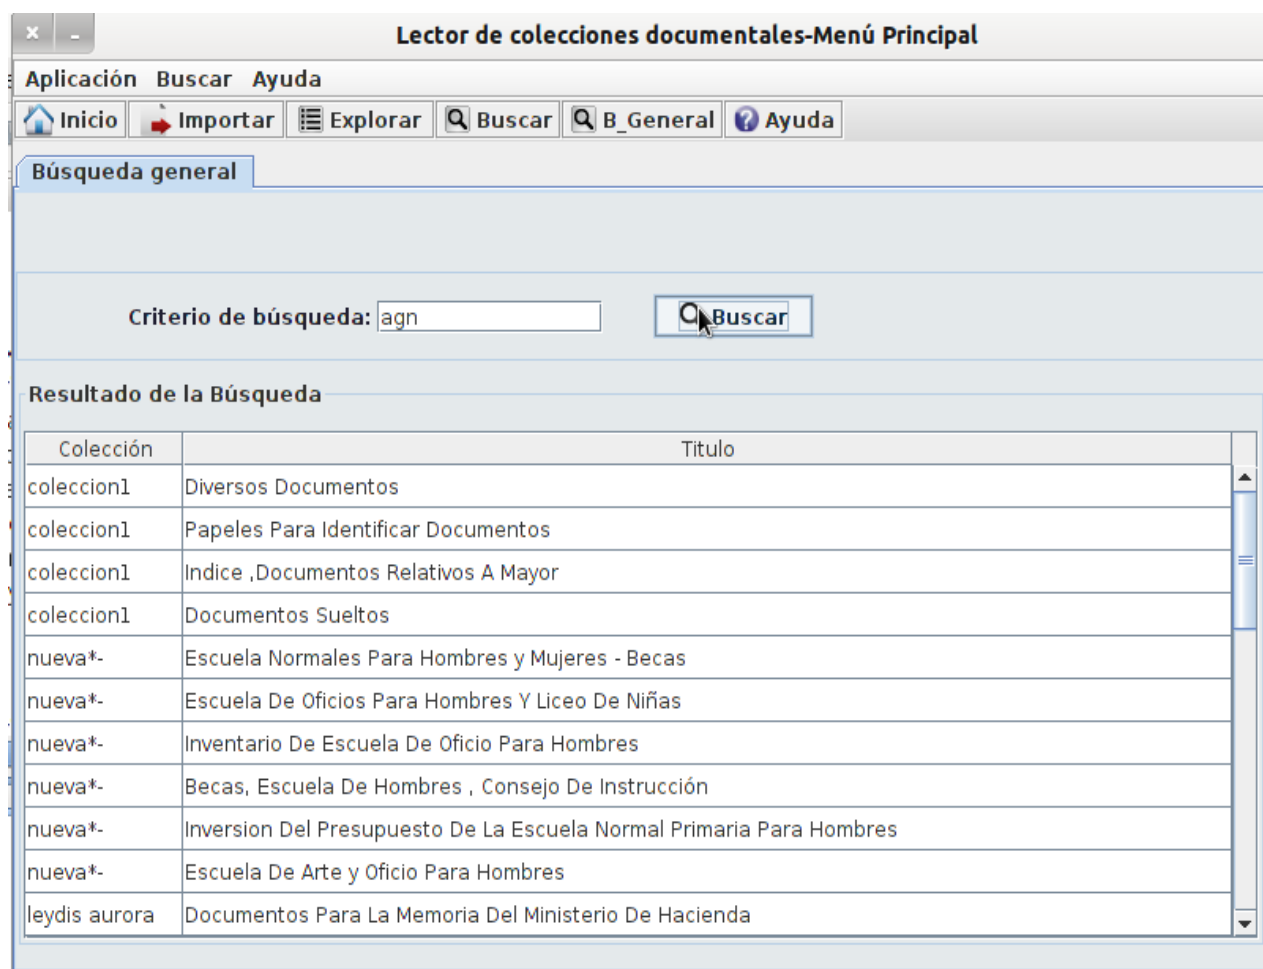 Lector de colecciones documentales-Menú Principal
Aplicación Buscar Ayuda
Inicio Importar Explorar Buscar B_General Ayuda
Búsqueda general
Criterio de búsqueda: agn Buscar
Resultado de la Búsqueda
Colección Titulo
coleccion1 Diversos Documentos
coleccion1 Papeles Para Identificar Documentos
coleccion1 Indice ,Documentos Relativos A Mayor
coleccion1 Documentos Sueltos
nueva*- Escuela Normales Para Hombres y Mujeres - Becas
nueva*- Escuela De Oficios Para Hombres Y Liceo De Niñas
nueva*- Inventario De Escuela De Oficio Para Hombres
nueva*- Becas, Escuela De Hombres , Consejo De Instrucción
nueva*- Inversion Del Presupuesto De La Escuela Normal Primaria Para Hombres
nueva*- Escuela De Arte y Oficio Para Hombres
leydis aurora Documentos Para La Memoria Del Ministerio De Hacienda